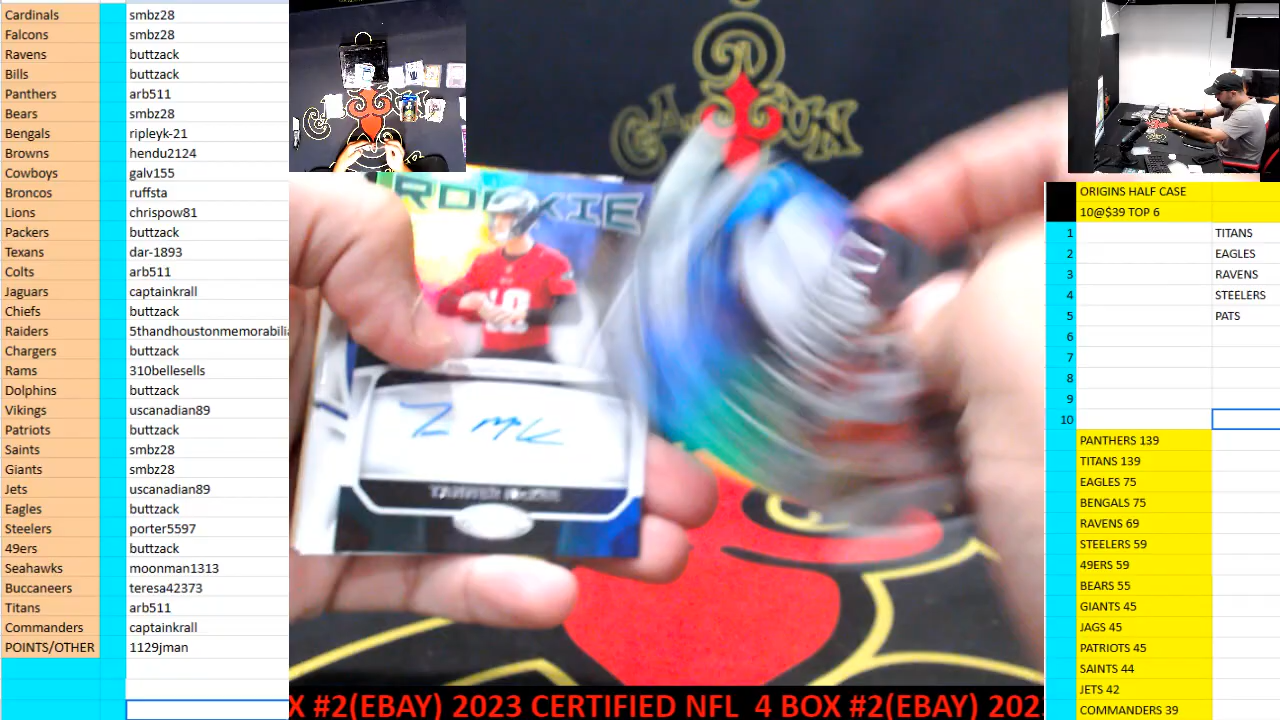 Cardinals smbz28
Falcons smbz28
Ravens buttzack
Bills buttzack
Panthers arb511
Bears smbz28
Bengals ripleyk-21
Browns hendu2124
Cowboys galv155
Broncos ruffsta
Lions chrispow81
Packers buttzack
Texans dar-1893
Colts arb511
Jaguars captainkrall
Chiefs buttzack
Raiders 5thandhoustonmemorabilia
Chargers buttzack
Rams 310bellesells
Dolphins buttzack
Vikings uscanadian89
Patriots buttzack
Saints smbz28
Giants smbz28
Jets uscanadian89
Eagles buttzack
Steelers porter5597
49ers buttzack
Seahawks moonman1313
Buccaneers teresa42373
Titans arb511
Commanders captainkrall
POINTS/OTHER 1129jman
ROOKIE
ORIGINS HALF CASE
10@$39 TOP 6
1 TITANS
2 EAGLES
3 RAVENS
4 STEELERS
5 PATS
6
7
8
9
10
PANTHERS 139
TITANS 139
EAGLES 75
BENGALS 75
RAVENS 69
STEELERS 59
49ERS 59
BEARS 55
GIANTS 45
JAGS 45
PATRIOTS 45
SAINTS 44
JETS 42
COMMANDERS 39
X #2(EBAY) 2023 CERTIFIED NFL 4 BOX #2(EBAY) 202